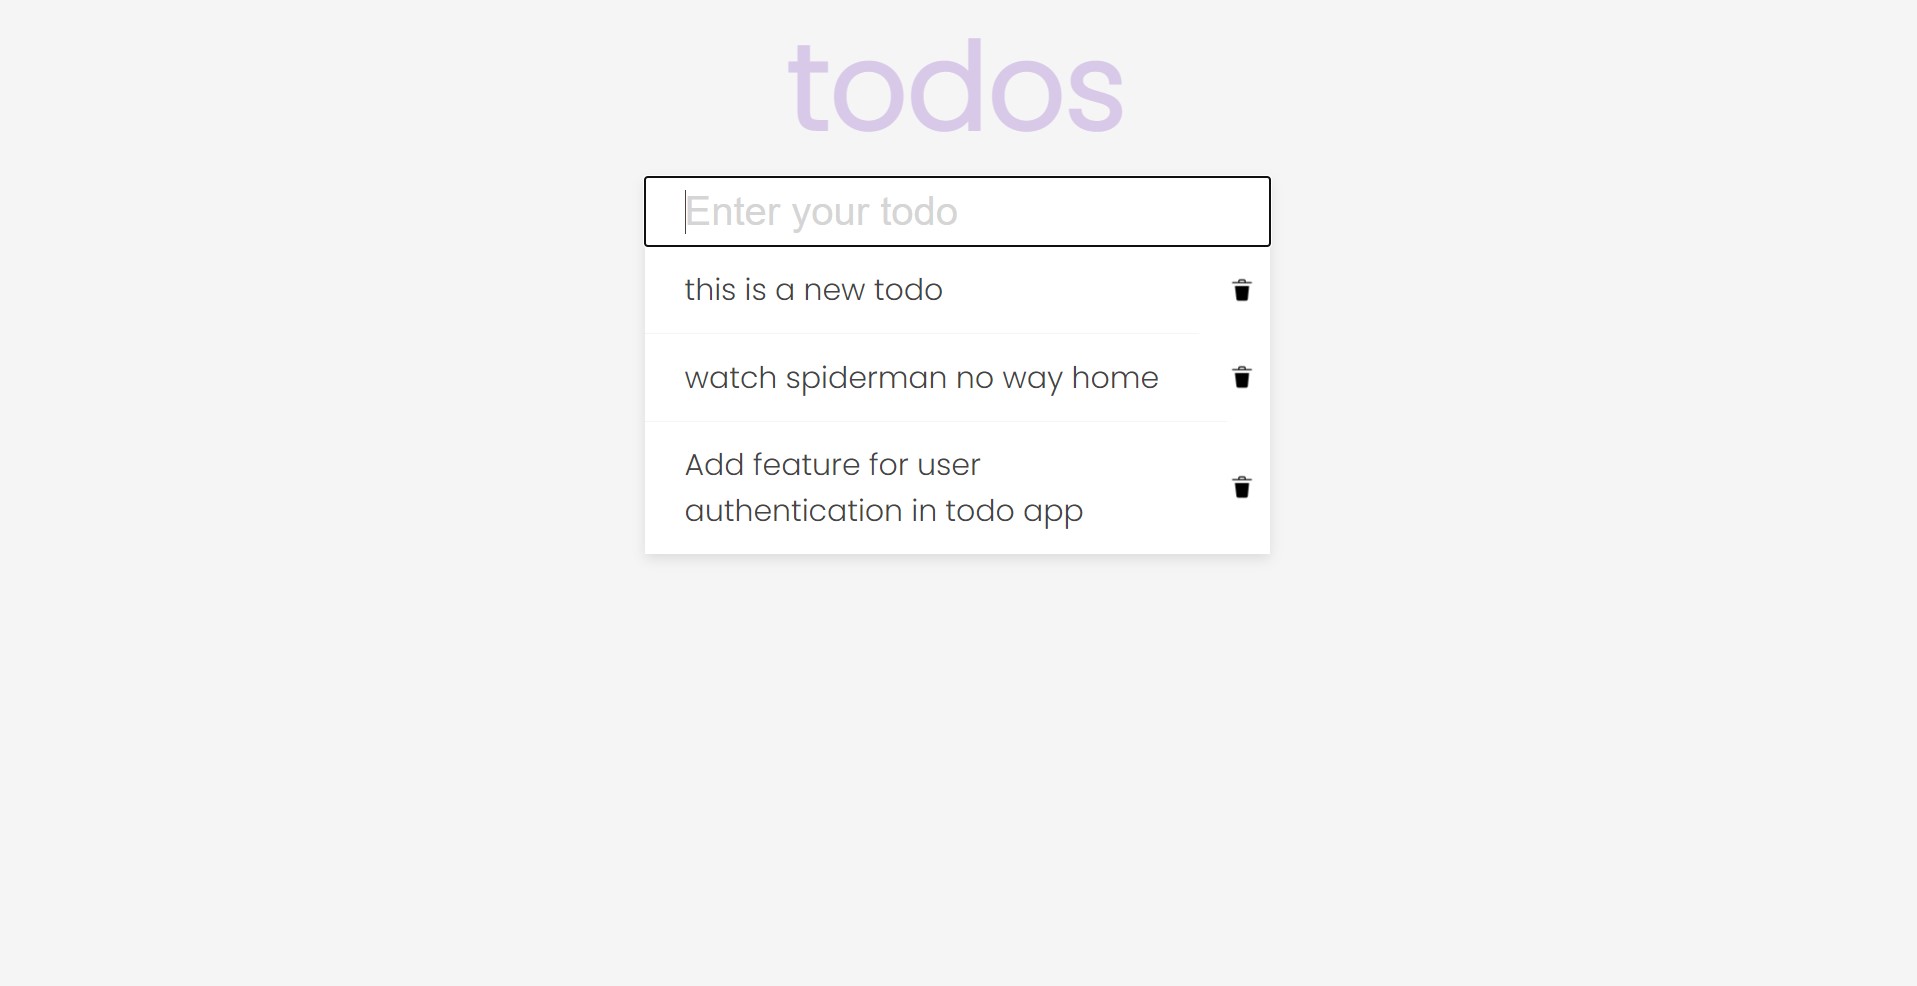 todos
Enter your todo
this is a new todo
watch spiderman no way home
Add feature for user
authentication in todo app